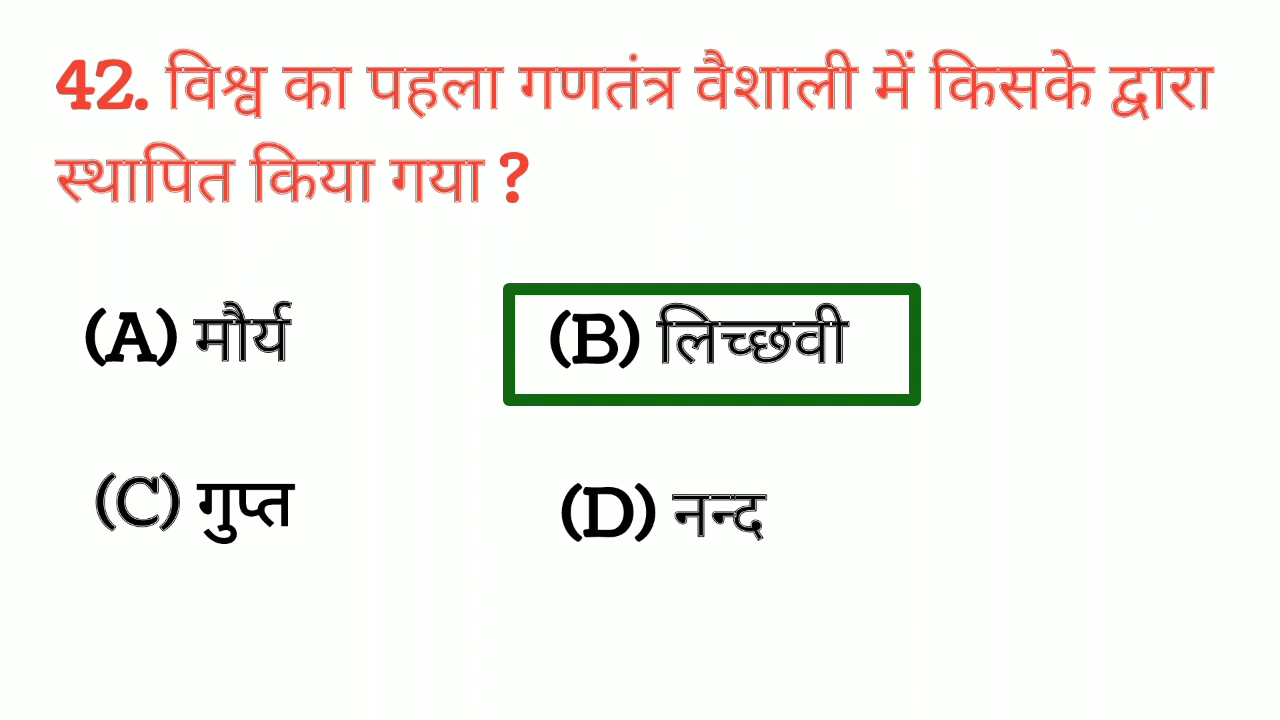 42. विश्व का पहला गणतंत्र वैशाली में किसके द्वारा
स्थापित किया गया ?
(A) मौर्य (B) लिच्छवी
(C) गुप्त (D) नन्द